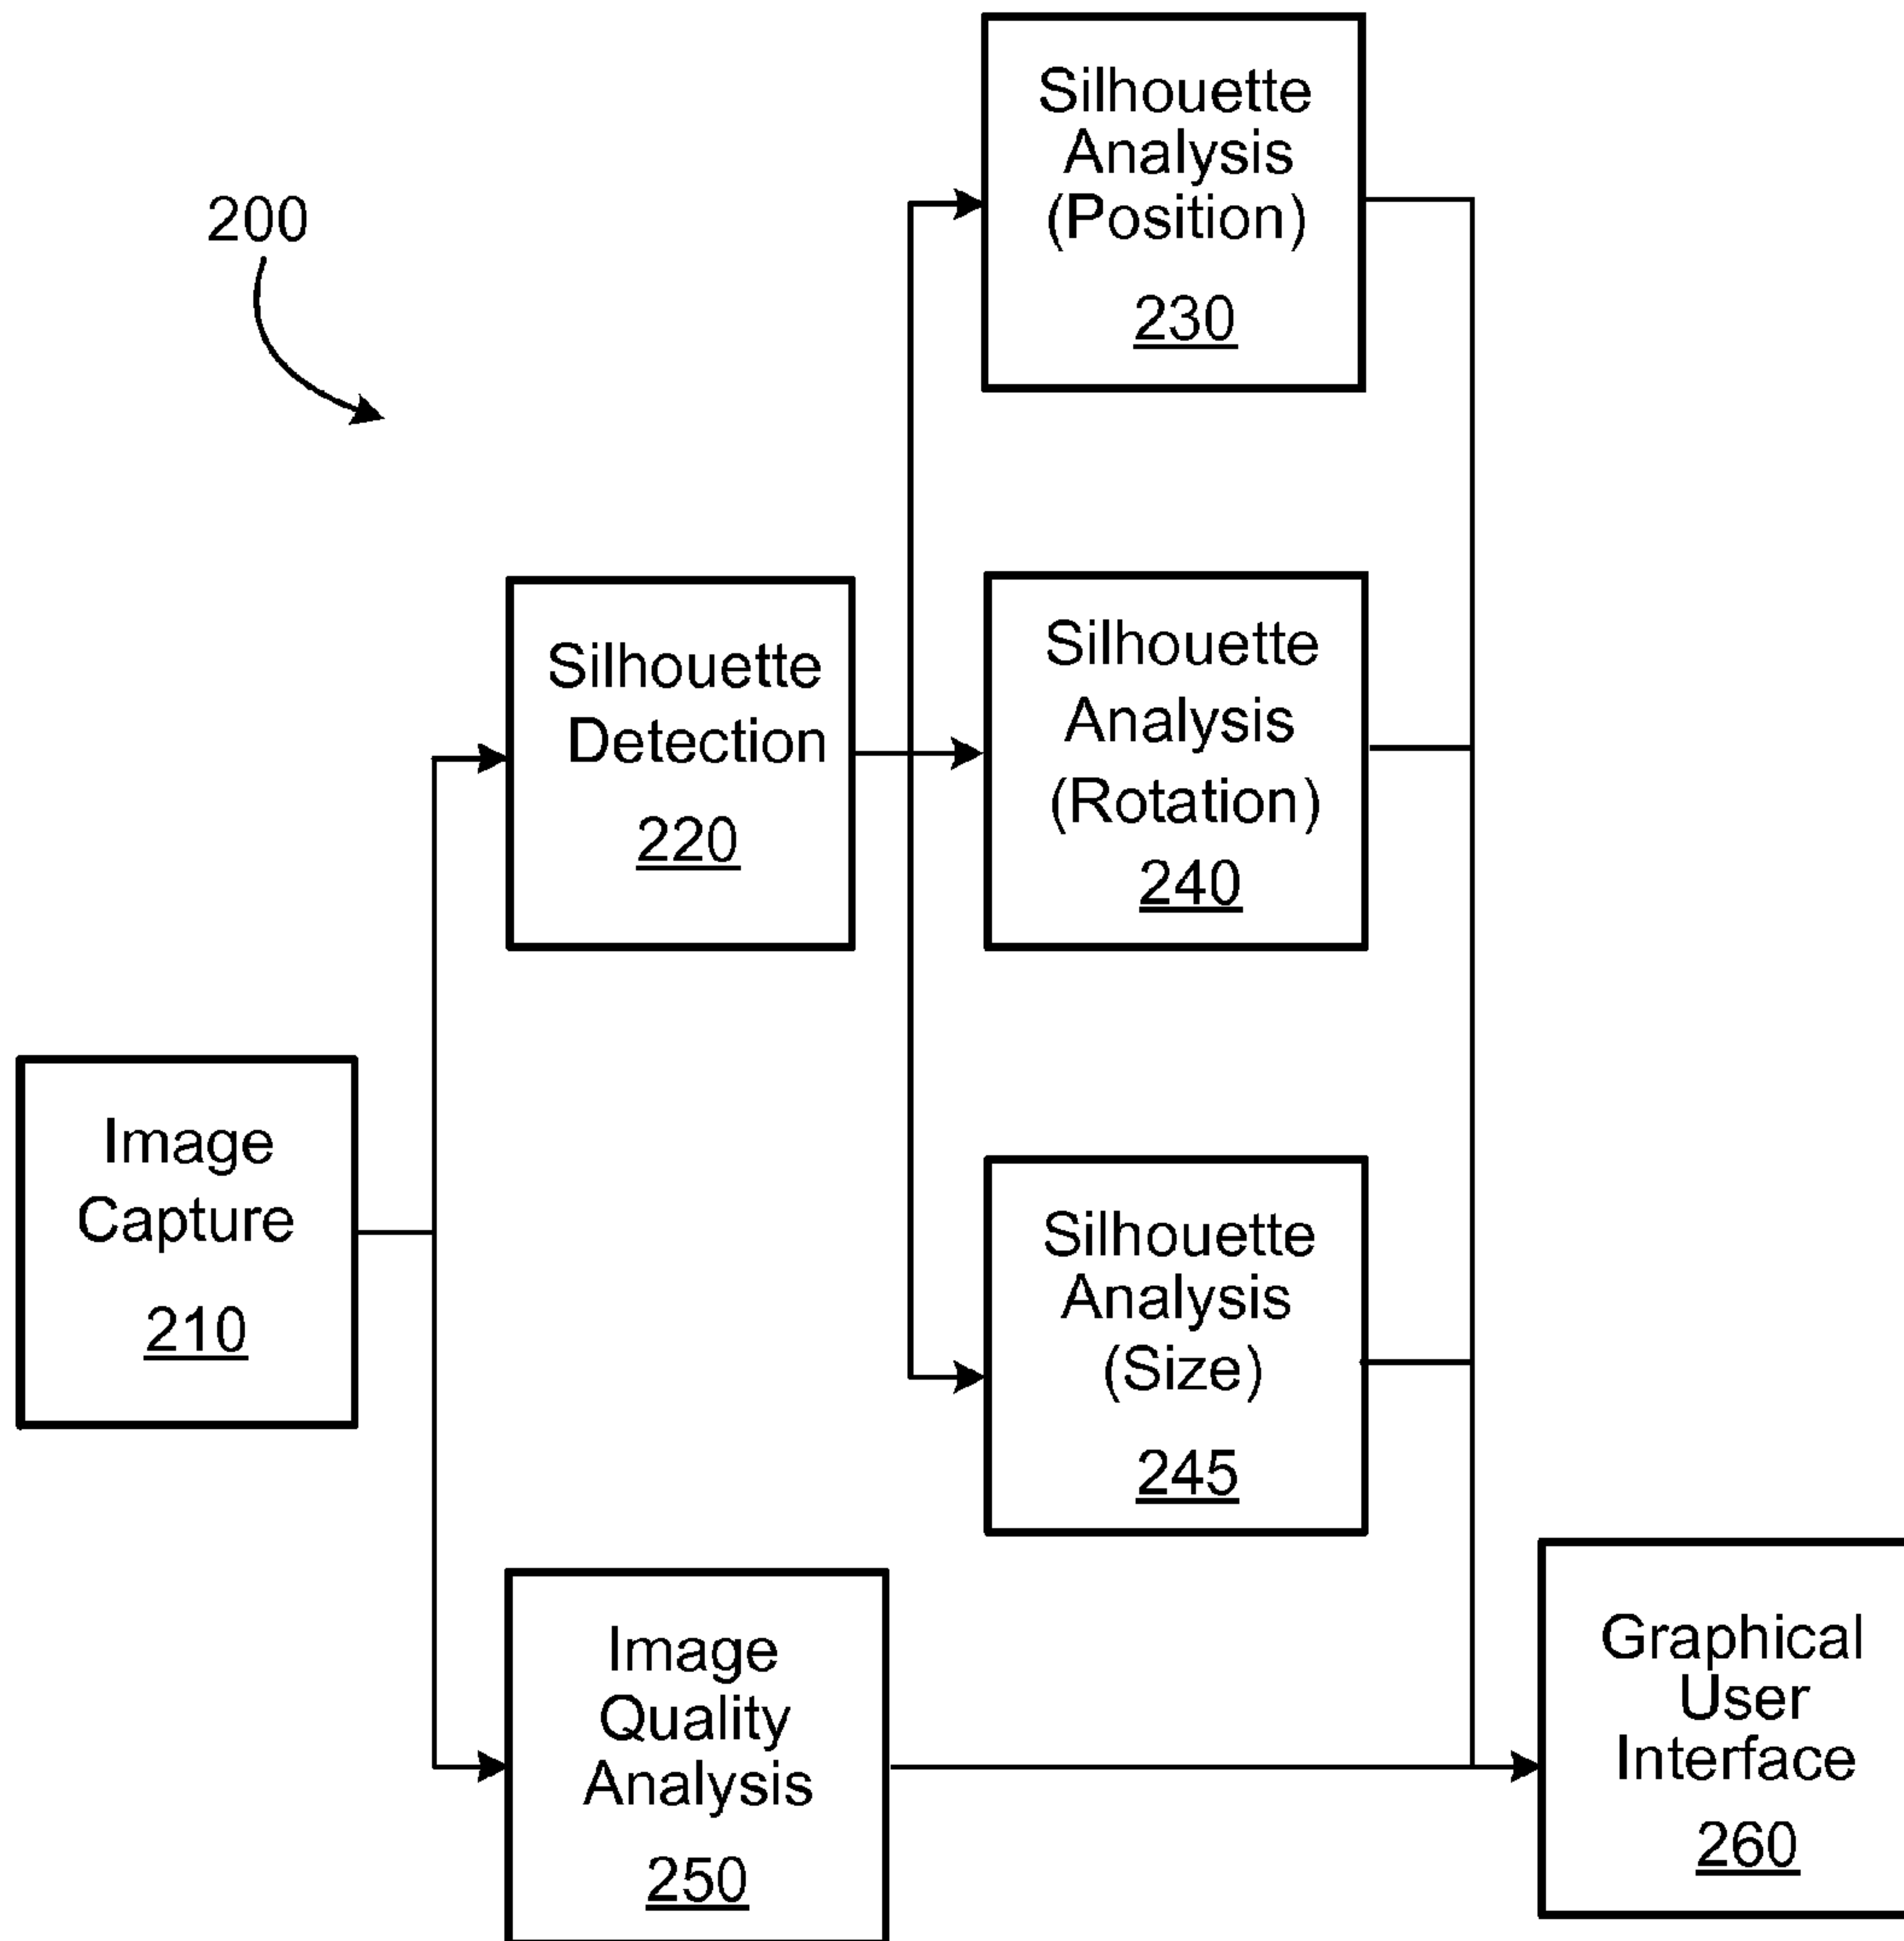 200
Silhouette
Analysis
(Position)
230
Silhouette
Detection
220
Silhouette
Analysis
(Rotation)
240
Image
Capture
210
Silhouette
Analysis
(Size)
245
Image
Quality
Analysis
250
Graphical
User
Interface
260